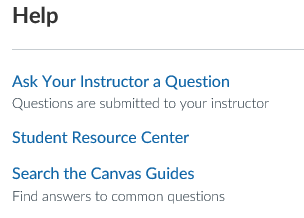 Help
Ask Your Instructor a Question
Questions are submitted to your instructor
Student Resource Center
Search the Canvas Guides
Find answers to common questions